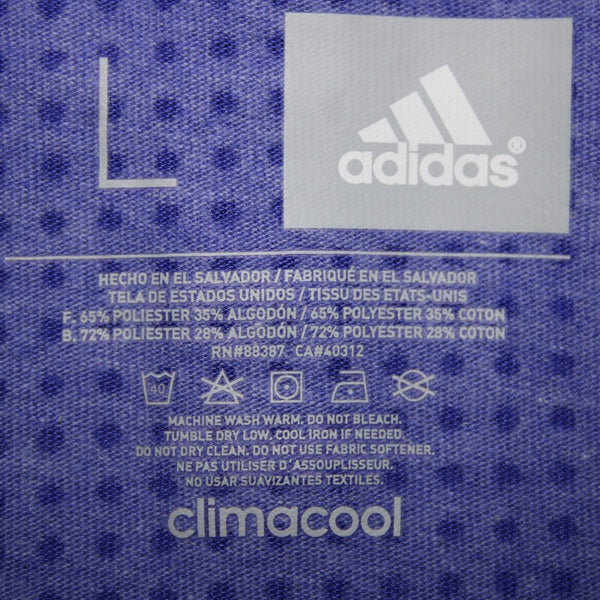 L
adidas®
HECHO EN EL SALVADOR / FABRIQUÉ EN EL SALVADOR
TELA DE ESTADOS UNIDOS / TISSU DES ETATS-UNIS
F. 65% POLIESTER 35% ALGODÓN / 65% POLYESTER 35% COTON
B. 72% POLIESTER 28% ALGODÓN / 72% POLYESTER 28% COTON
RN#88387 CA#40312
40
MACHINE WASH WARM. DO NOT BLEACH.
TUMBLE DRY LOW. COOL IRON IF NEEDED.
DO NOT DRY CLEAN. DO NOT USE FABRIC SOFTENER.
NE PAS UTILISER D'ASSOUPLISSEUR.
NO USAR SUAVIZANTES TEXTILES.
climacool